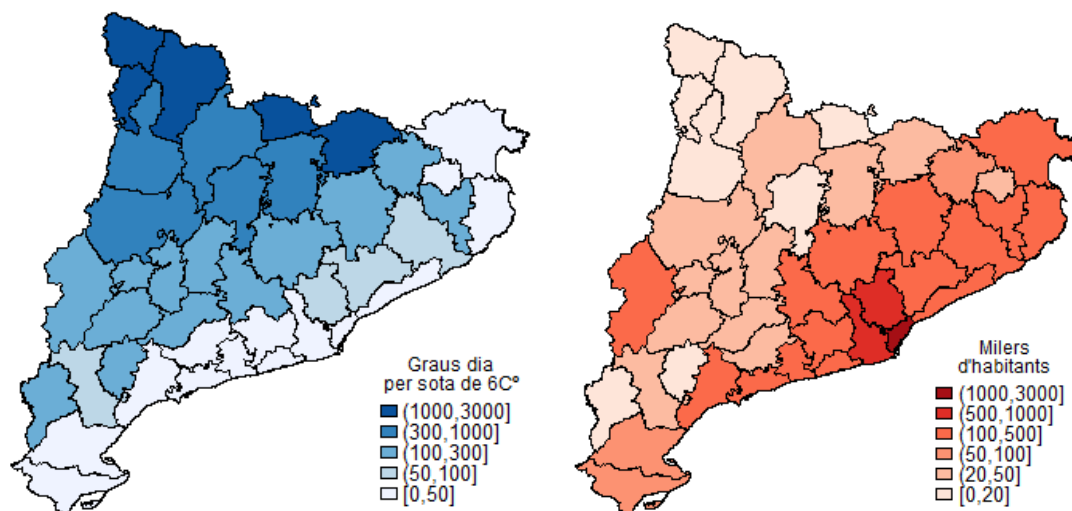 Graus dia
per sota de 6Cº
(1000,3000]
(300,1000]
(100,300]
(50,100]
[0,50]
Milers
d'habitants
(1000,3000]
(500,1000]
(100,500]
(50,100]
(20,50]
[0,20]